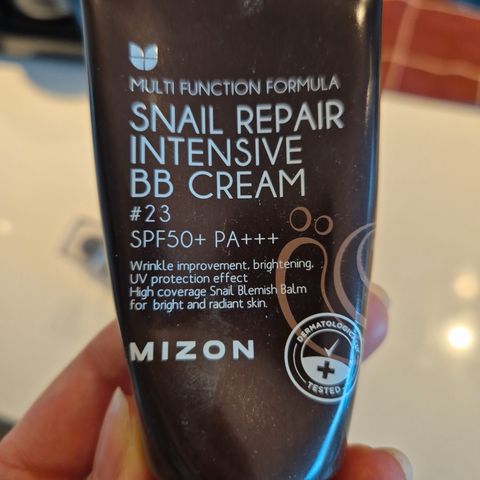 MULTI FUNCTION FORMULA
SNAIL REPAIR
INTENSIVE
BB CREAM
#23
SPF50+ PA+++
Wrinkle improvement, brightening,
UV protection effect
High coverage Snail Blemish Balm
for bright and radiant skin.
MIZON
TESTED